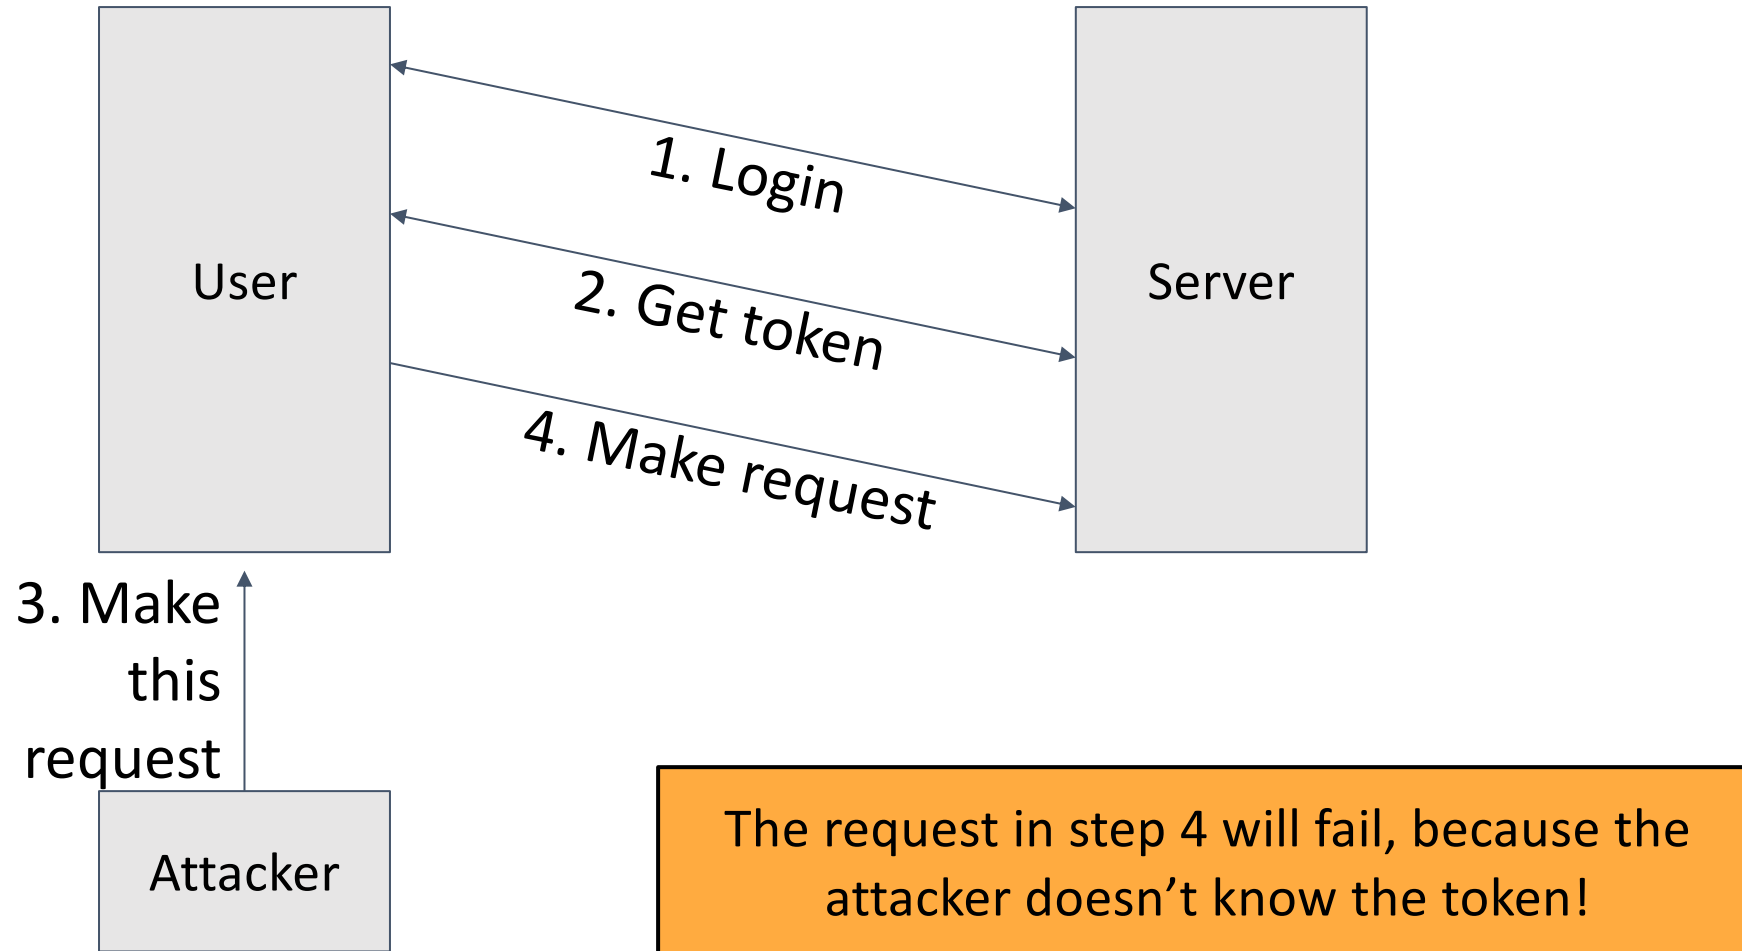 1. Login
User
Server
2. Get token
4. Make request
3. Make
this
request
Attacker
The request in step 4 will fail, because the
attacker doesn’t know the token!